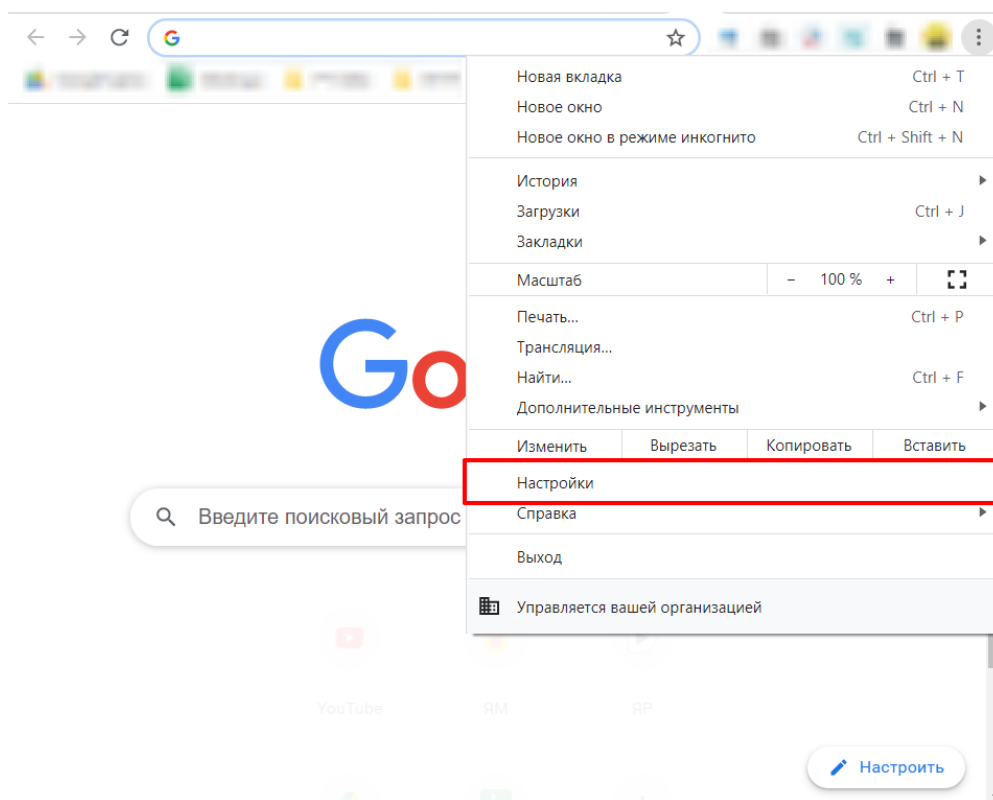 Новая вкладка Ctrl + T
Новое окно Ctrl + N
Новое окно в режиме инкогнито Ctrl + Shift + N
История
Загрузки Ctrl + J
Закладки
Масштаб - 100 % +
Печать... Ctrl + P
Трансляция...
Найти... Ctrl + F
Дополнительные инструменты
Изменить Вырезать Копировать Вставить
Настройки
Справка
Выход
Управляется вашей организацией
Go
Введите поисковый запрос
YouTube ЯМ ЯР
Настроить